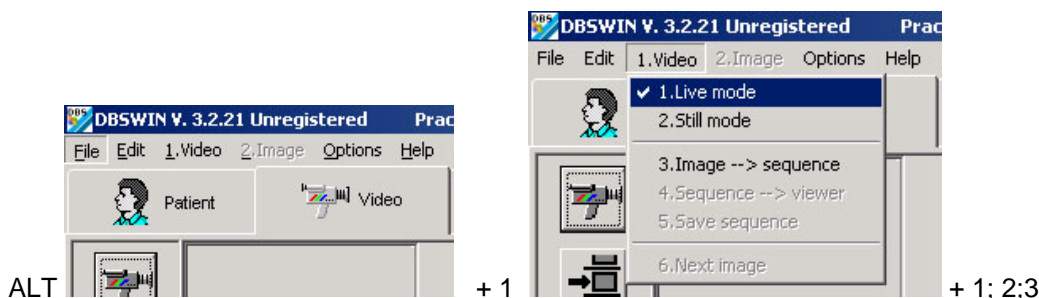 DBSWIN V. 3.2.21 Unregistered Prac
File Edit 1.Video 2.Image Options Help
Patient Video
ALT
+ 1
DBSWIN V. 3.2.21 Unregistered Prac
File Edit 1.Video 2.Image Options Help
1.Live mode
2.Still mode
3.Image --> sequence
4.Sequence --> viewer
5.Save sequence
6.Next image
+ 1; 2;3